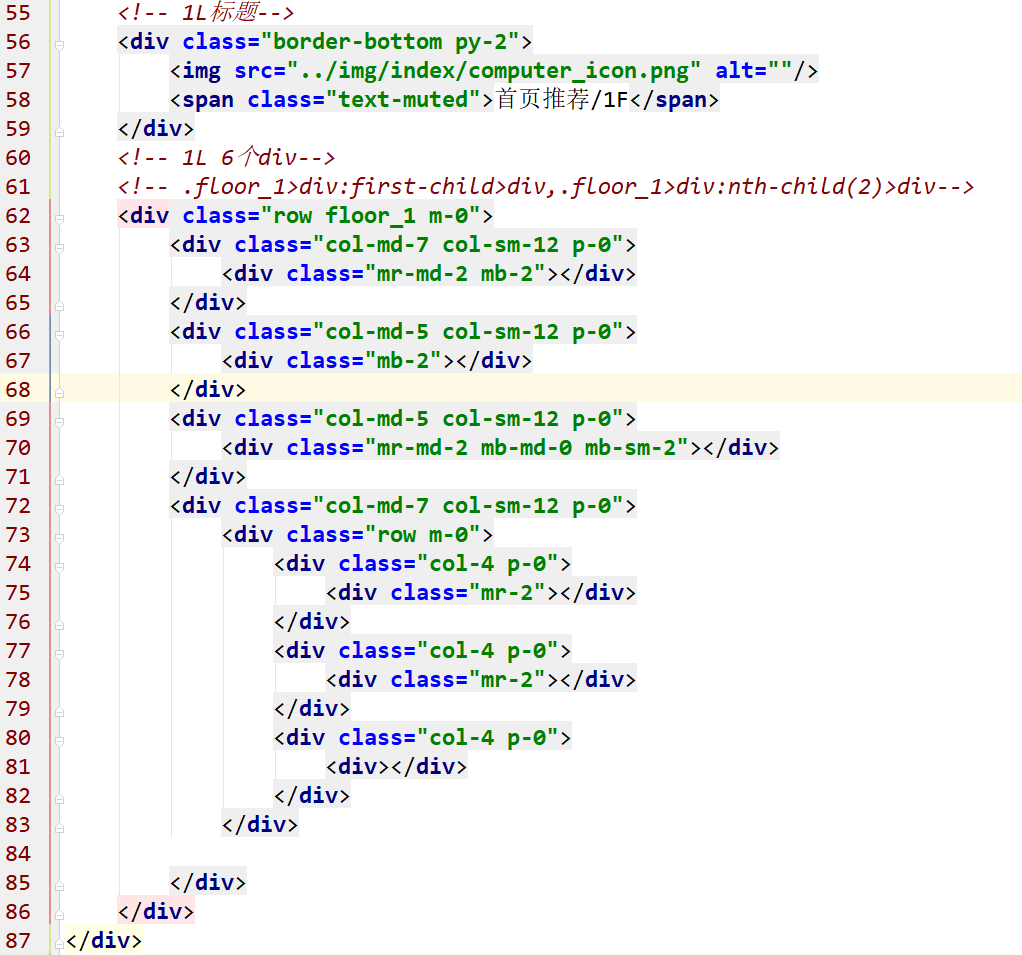 55 <!-- 1L标题-->
56 <div class="border-bottom py-2">
57 <img src="../img/index/computer_icon.png" alt=""/>
58 <span class="text-muted">首页推荐/1F</span>
59 </div>
60 <!-- 1L 6个div-->
61 <!-- .floor_1>div:first-child>div,.floor_1>div:nth-child(2)>div-->
62 <div class="row floor_1 m-0">
63 <div class="col-md-7 col-sm-12 p-0">
64 <div class="mr-md-2 mb-2"></div>
65 </div>
66 <div class="col-md-5 col-sm-12 p-0">
67 <div class="mb-2"></div>
68 </div>
69 <div class="col-md-5 col-sm-12 p-0">
70 <div class="mr-md-2 mb-md-0 mb-sm-2"></div>
71 </div>
72 <div class="col-md-7 col-sm-12 p-0">
73 <div class="row m-0">
74 <div class="col-4 p-0">
75 <div class="mr-2"></div>
76 </div>
77 <div class="col-4 p-0">
78 <div class="mr-2"></div>
79 </div>
80 <div class="col-4 p-0">
81 <div></div>
82 </div>
83 </div>
84
85 </div>
86 </div>
87 </div>